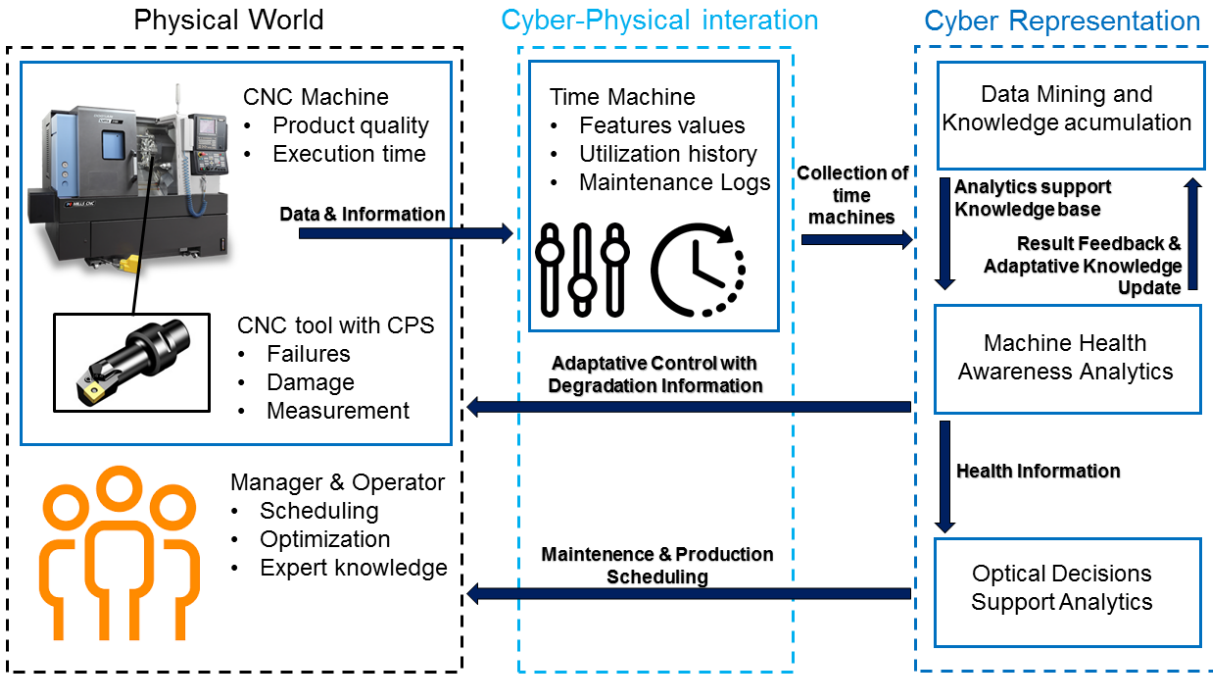 Physical World
Cyber-Physical interation
Cyber Representation
CNC Machine
• Product quality
• Execution time
Data & Information
CNC tool with CPS
• Failures
• Damage
• Measurement
Manager & Operator
• Scheduling
• Optimization
• Expert knowledge
Time Machine
• Features values
• Utilization history
• Maintenance Logs
Collection of
time
machines
Adaptative Control with
Degradation Information
Maintenence & Production
Scheduling
Data Mining and
Knowledge acumulation
Analytics support
Knowledge base
Result Feedback &
Adaptative Knowledge
Update
Machine Health
Awareness Analytics
Health Information
Optical Decisions
Support Analytics